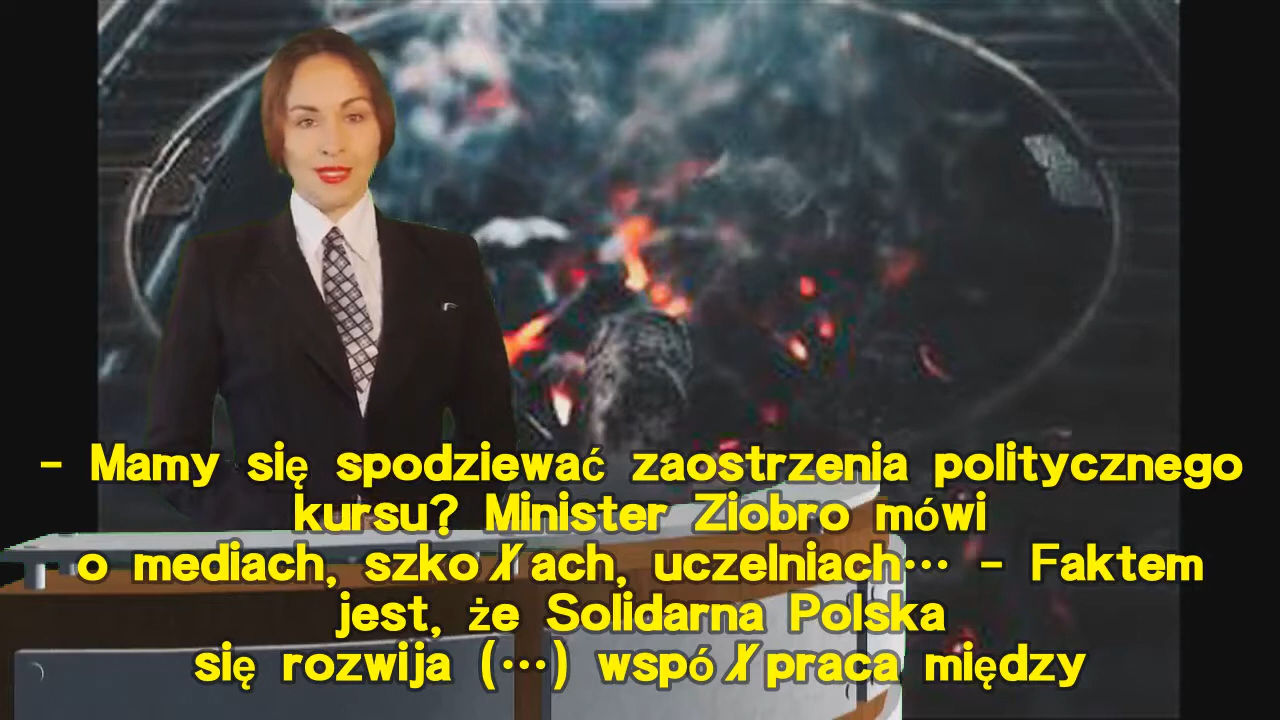 - Mamy się spodziewać zaostrzenia politycznego
kursu? Minister Ziobro mówi
o mediach, szkołach, uczelniach… - Faktem
jest, że Solidarna Polska
się rozwija (…) współpraca między